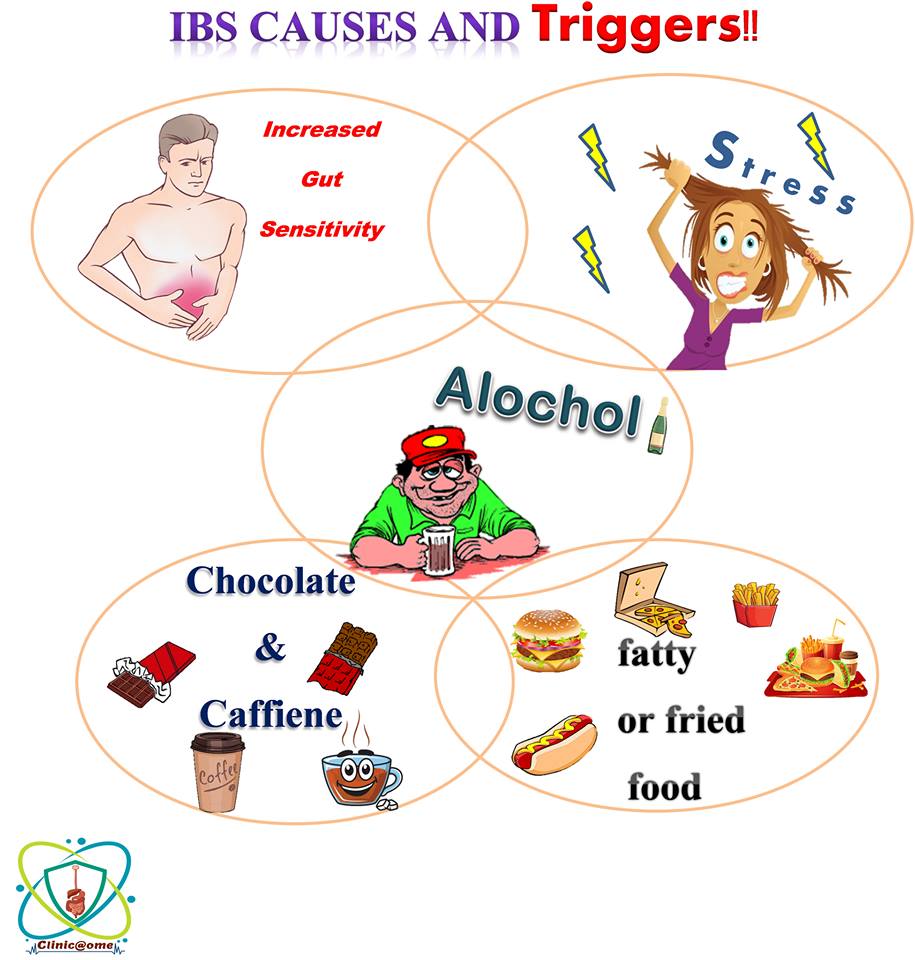 IBS CAUSES AND Triggers!!
Increased
Gut
Sensitivity
Stress
Alochol
Chocolate
&
Caffiene
Coffee
fatty
or fried
food
Clinic@ome